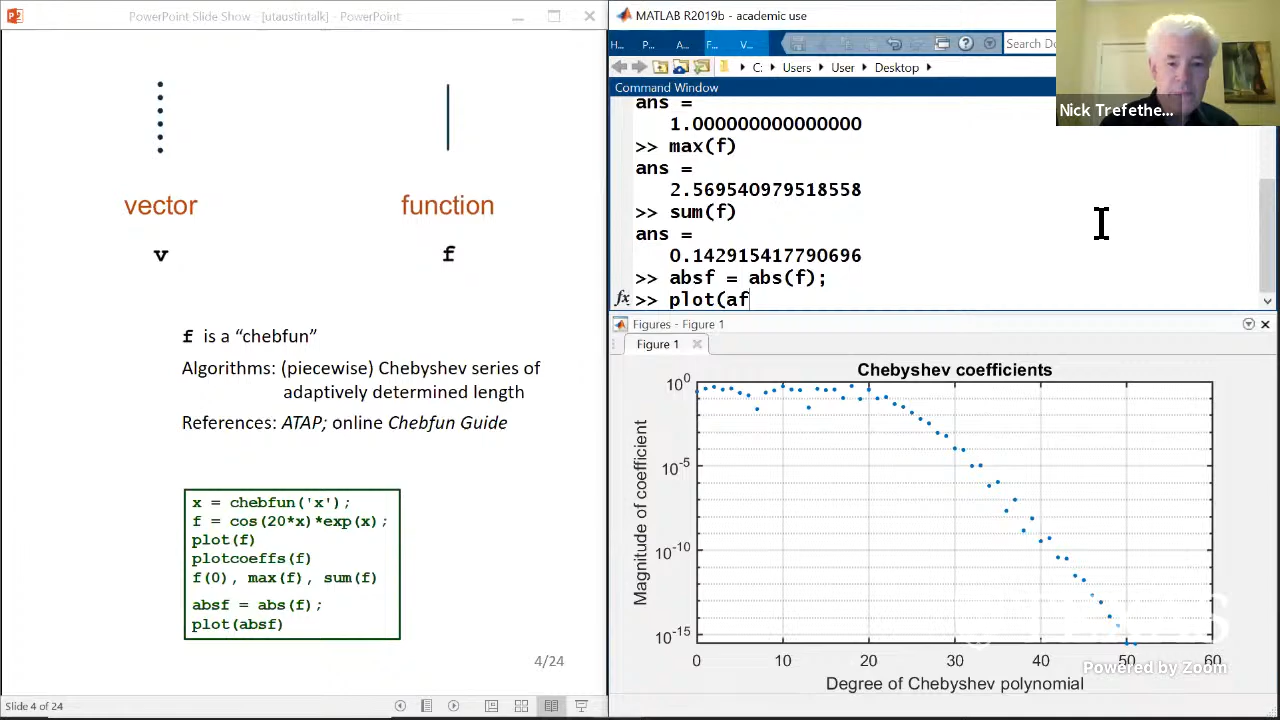 PowerPoint Slide Show - [utaustintalk] - PowerPoint
vector
function
v
f
f is a “chebfun”
Algorithms: (piecewise) Chebyshev series of
adaptively determined length
References: ATAP; online Chebfun Guide
x = chebfun('x');
f = cos(20*x)*exp(x);
plot(f)
plotcoeffs(f)
f(0), max(f), sum(f)
absf = abs(f);
plot(absf)
4/24
Slide 4 of 24
MATLAB R2019b - academic use
H... P... A... F... V...
Search Do
C: Users User Desktop
Command Window
Nick Trefethe...
ans =
1.000000000000000
>> max(f)
ans =
2.569540979518558
>> sum(f)
ans =
0.142915417790696
>> absf = abs(f);
fx >> plot(af
Figures - Figure 1
Figure 1
Chebyshev coefficients
Magnitude of coefficient
10^0
10^-5
10^-10
10^-15
0 10 20 30 40 50 60
Degree of Chebyshev polynomial
Powered by Zoom